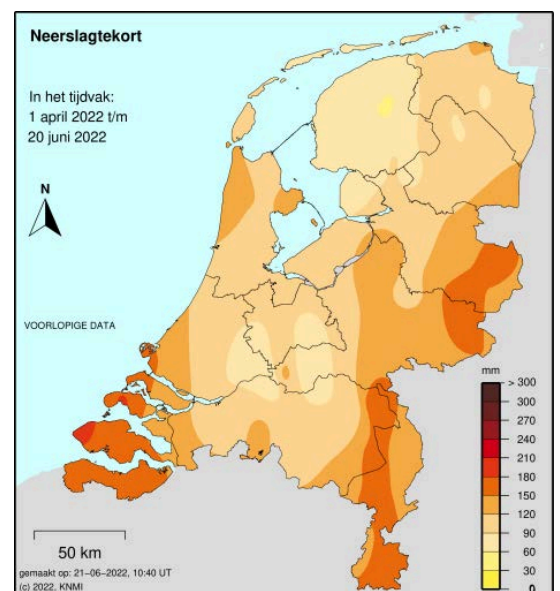 Neerslagtekort
In het tijdvak:
1 april 2022 t/m
20 juni 2022
N
VOORLOPIGE DATA
mm
> 300
300
270
240
210
180
150
120
90
60
30
0
50 km
gemaakt op: 21-06-2022, 10:40 UT
(c) 2022, KNMI